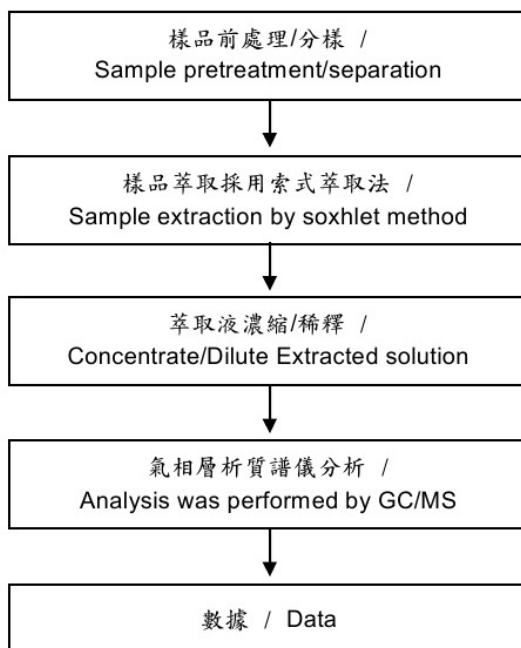 樣品前處理/分樣 /
Sample pretreatment/separation
樣品萃取採用索式萃取法 /
Sample extraction by soxhlet method
萃取液濃縮/稀釋 /
Concentrate/Dilute Extracted solution
氣相層析質譜儀分析 /
Analysis was performed by GC/MS
數據 / Data